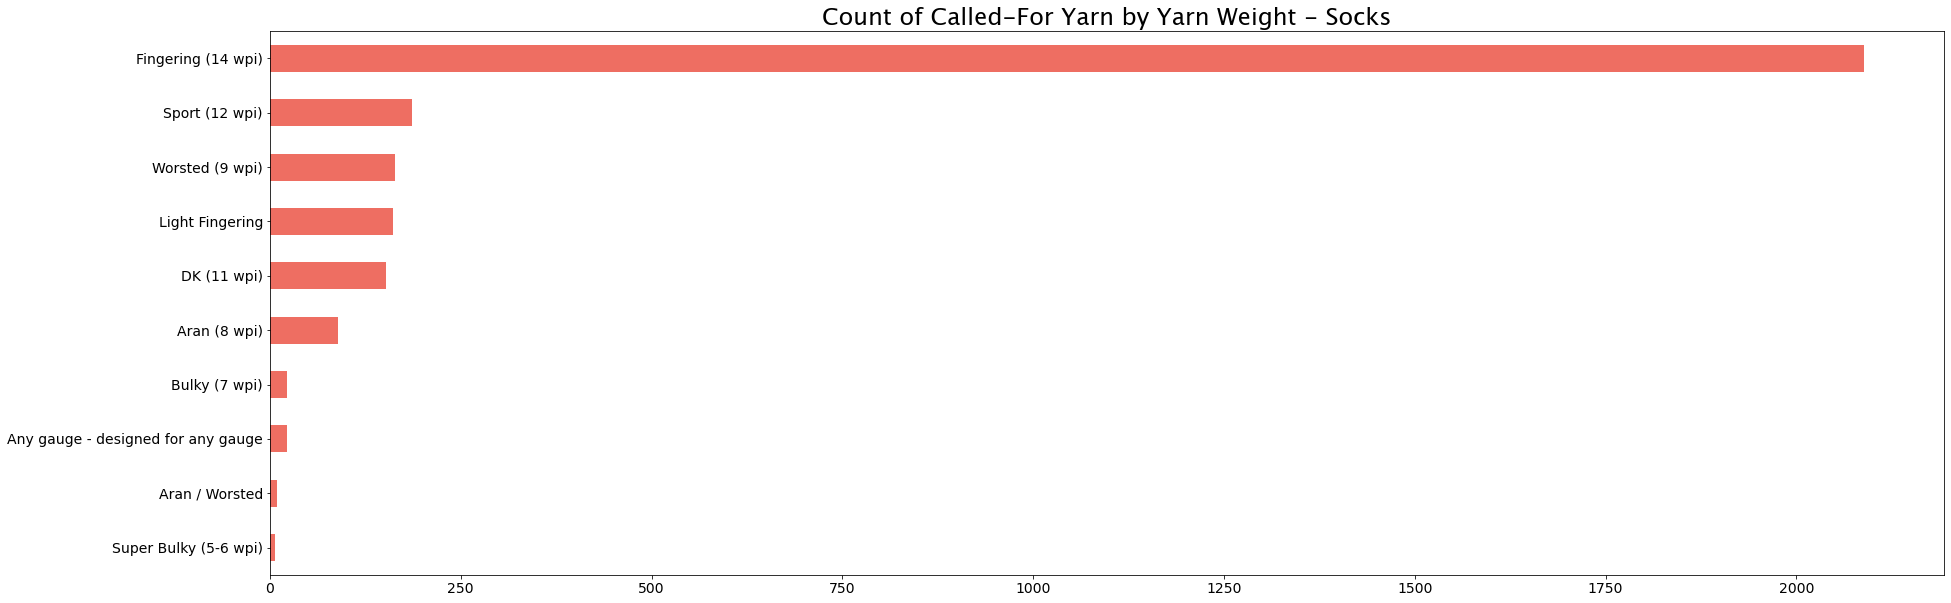 Count of Called-For Yarn by Yarn Weight - Socks
Fingering (14 wpi)
Sport (12 wpi)
Worsted (9 wpi)
Light Fingering
DK (11 wpi)
Aran (8 wpi)
Bulky (7 wpi)
Any gauge - designed for any gauge
Aran / Worsted
Super Bulky (5-6 wpi)
0 250 500 750 1000 1250 1500 1750 2000